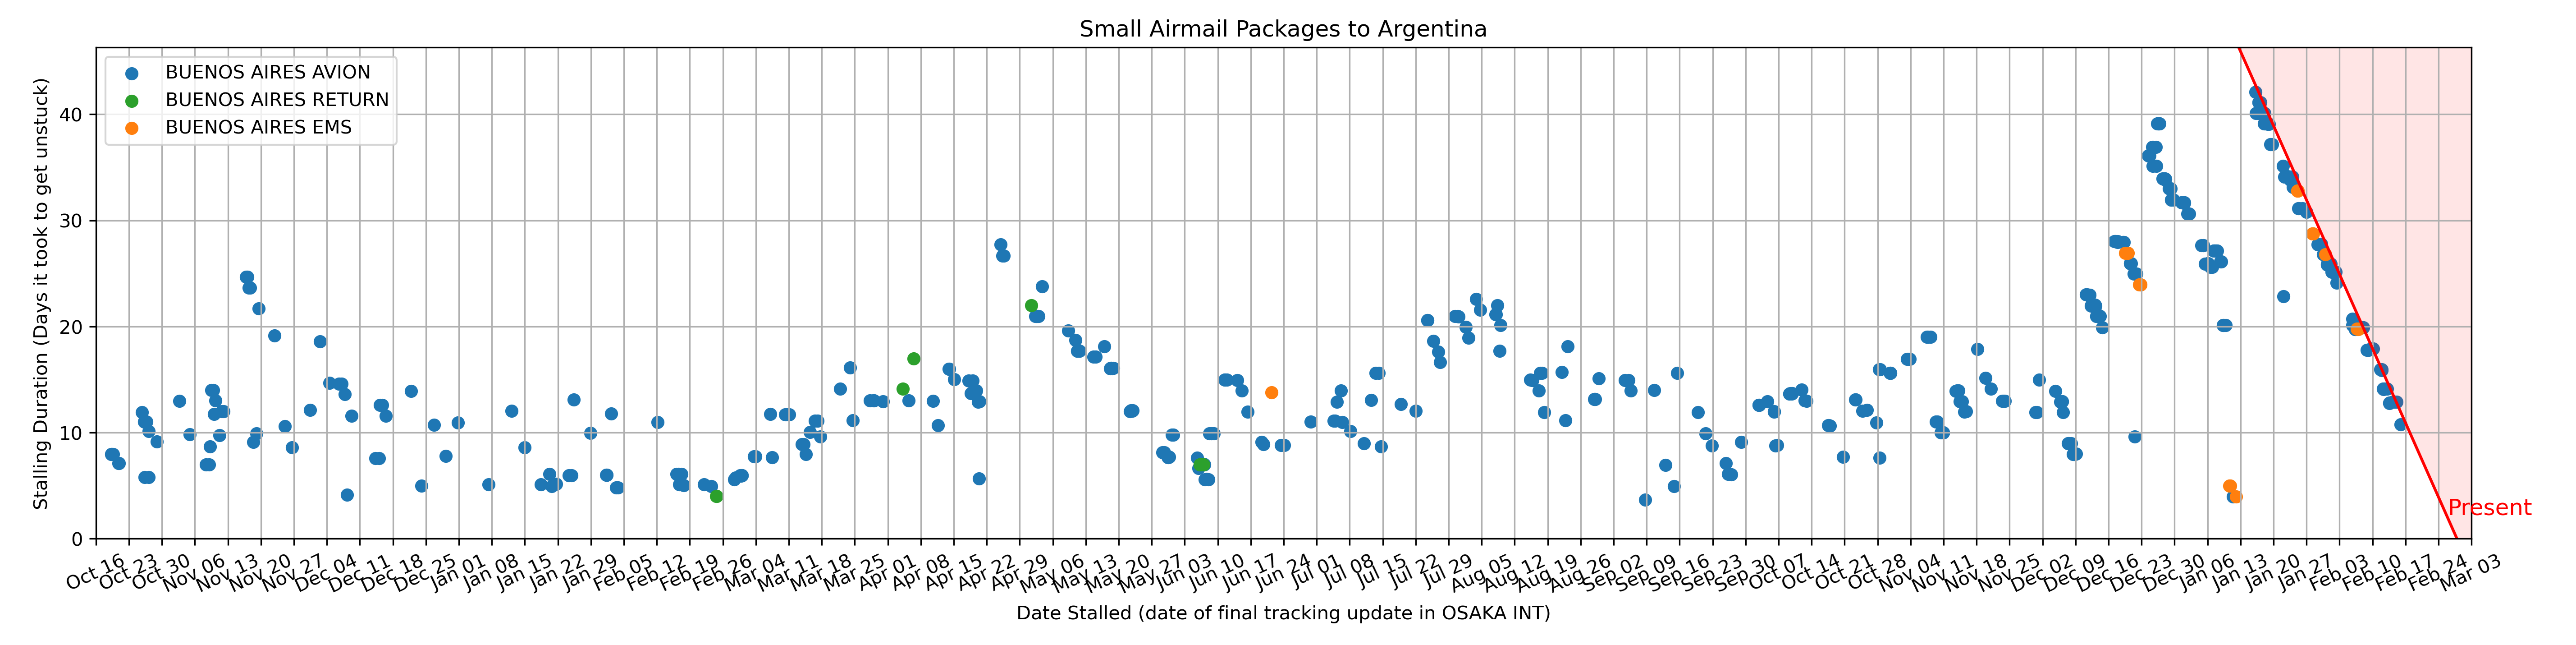 Small Airmail Packages to Argentina
BUENOS AIRES AVION
BUENOS AIRES RETURN
BUENOS AIRES EMS
Stalling Duration (Days it took to get unstuck)
40
30
20
10
0
Present
Oct 16 Oct 23 Oct 30 Nov 06 Nov 13 Nov 20 Nov 27 Dec 04 Dec 11 Dec 18 Dec 25 Jan 01 Jan 08 Jan 15 Jan 22 Jan 29 Feb 05 Feb 12 Feb 19 Feb 26 Mar 04 Mar 11 Mar 18 Mar 25 Apr 01 Apr 08 Apr 15 Apr 22 Apr 29 May 06 May 13 May 20 May 27 Jun 03 Jun 10 Jun 17 Jun 24 Jul 01 Jul 08 Jul 15 Jul 22 Jul 29 Aug 05 Aug 12 Aug 19 Aug 26 Sep 02 Sep 09 Sep 16 Sep 23 Sep 30 Oct 07 Oct 14 Oct 21 Oct 28 Nov 04 Nov 11 Nov 18 Nov 25 Dec 02 Dec 09 Dec 16 Dec 23 Dec 30 Jan 06 Jan 13 Jan 20 Jan 27 Feb 03 Feb 10 Feb 17 Feb 24 Mar 03
Date Stalled (date of final tracking update in OSAKA INT)